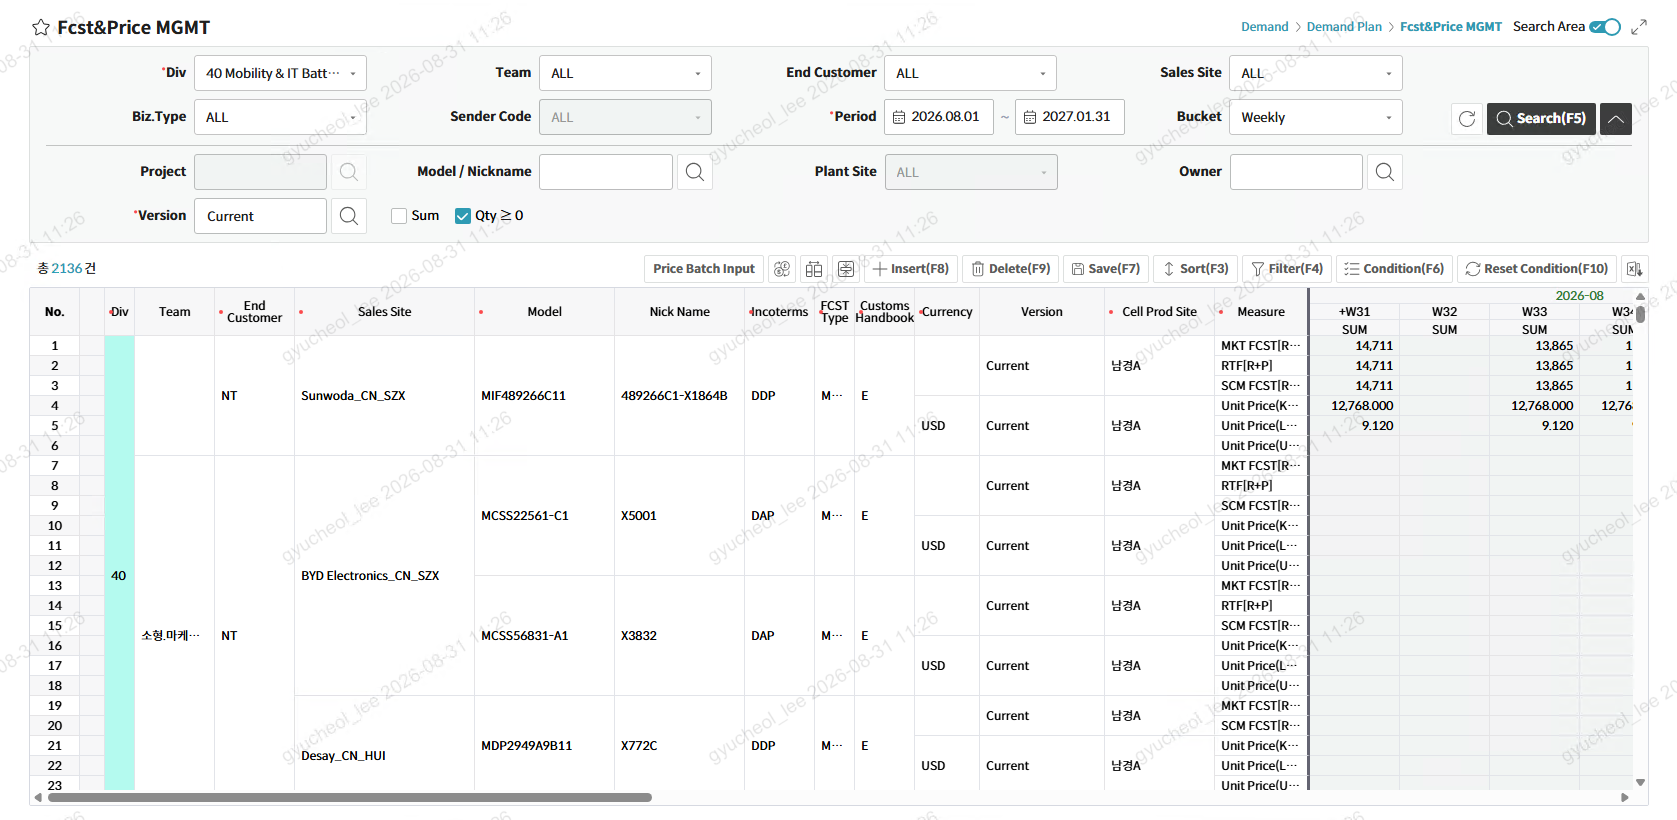 Fcst&Price MGMT
Demand > Demand Plan > Fcst&Price MGMT Search Area
*Div 40 Mobility & IT Batt··· Team ALL End Customer ALL Sales Site ALL
Biz.Type ALL Sender Code ALL *Period 2026.08.01 ~ 2027.01.31 Bucket Weekly Search(F5)
Project Model / Nickname Plant Site ALL Owner
*Version Current Sum Qty ≥ 0
총 2136 건 Price Batch Input Insert(F8) Delete(F9) Save(F7) Sort(F3) Filter(F4) Condition(F6) Reset Condition(F10)
2026-08
No. Div Team End Customer Sales Site Model Nick Name Incoterms FCST Type Customs Handbook Currency Version Cell Prod Site Measure +W31 W32 W33 W34
SUM SUM SUM SUM
1 MKT FCST[R··· 14,711 13,865 1
2 Current 남경A RTF[R+P] 14,711 13,865 1
3 SCM FCST[R··· 14,711 13,865 1
NT Sunwoda_CN_SZX MIF489266C11 489266C1-X1864B DDP M··· E
4 Unit Price(K··· 12,768.000 12,768.000 12,76
5 USD Current 남경A Unit Price(L··· 9.120 9.120
6 Unit Price(U···
7 MKT FCST[R···
8 Current 남경A RTF[R+P]
9 SCM FCST[R···
10 MCSS22561-C1 X5001 DAP M··· E Unit Price(K···
11 USD Current 남경A Unit Price(L···
12 Unit Price(U···
40 BYD Electronics_CN_SZX
13 MKT FCST[R···
14 Current 남경A RTF[R+P]
15 SCM FCST[R···
소형.마케··· NT MCSS56831-A1 X3832 DAP M··· E
16 Unit Price(K···
17 USD Current 남경A Unit Price(L···
18 Unit Price(U···
19 MKT FCST[R···
Current 남경A
20 SCM FCST[R···
21 MDP2949A9B11 X772C DDP M··· E Unit Price(K···
Desay_CN_HUI
22 USD Current 남경A Unit Price(L···
23 Unit Price(U···
gyucheol_lee 2026-08-31 11:26